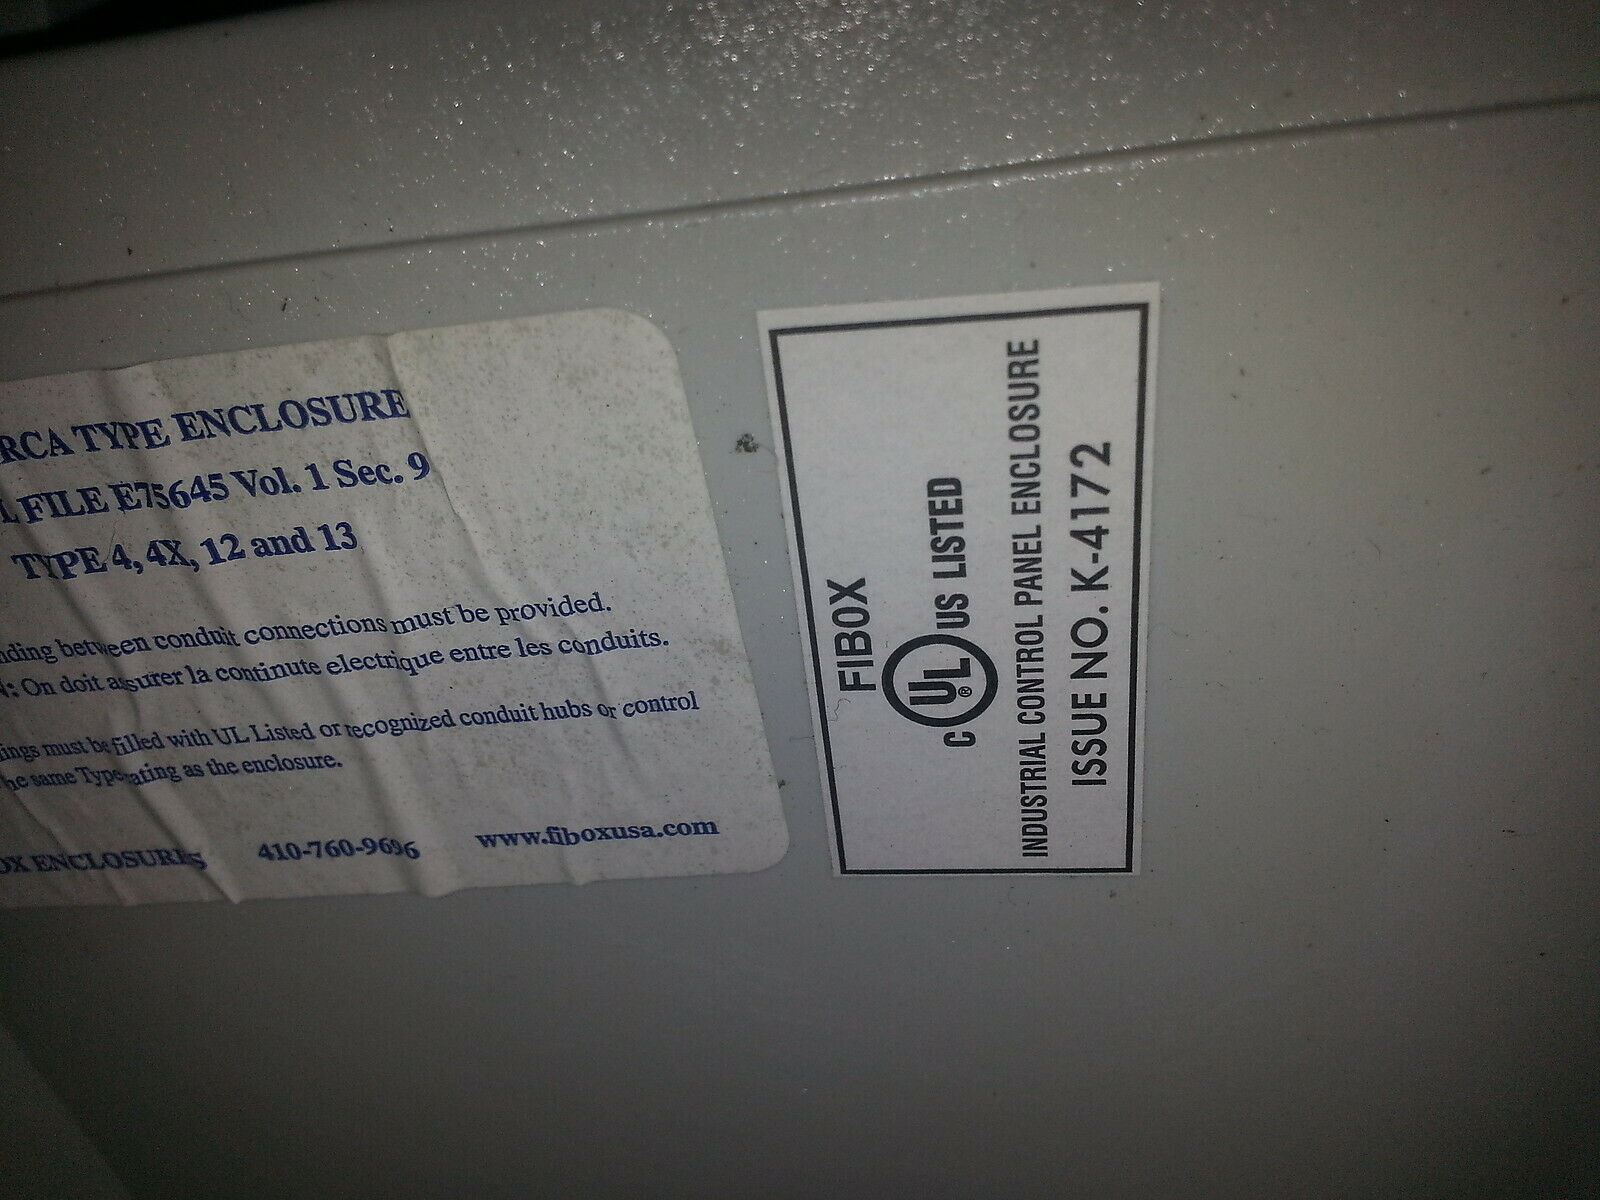 RCA TYPE ENCLOSURE
L FILE E75645 Vol. 1 Sec. 9
TYPE 4, 4X, 12 and 13
nding between conduit connections must be provided.
N: On doit assurer la continute electrique entre les conduits.
ings must be filled with UL Listed or recognized conduit hubs or control
he same Type rating as the enclosure.
OX ENCLOSURES 410-760-9696 www.fiboxusa.com
FIBOX
C UL ® US LISTED
INDUSTRIAL CONTROL PANEL ENCLOSURE
ISSUE NO. K-4172